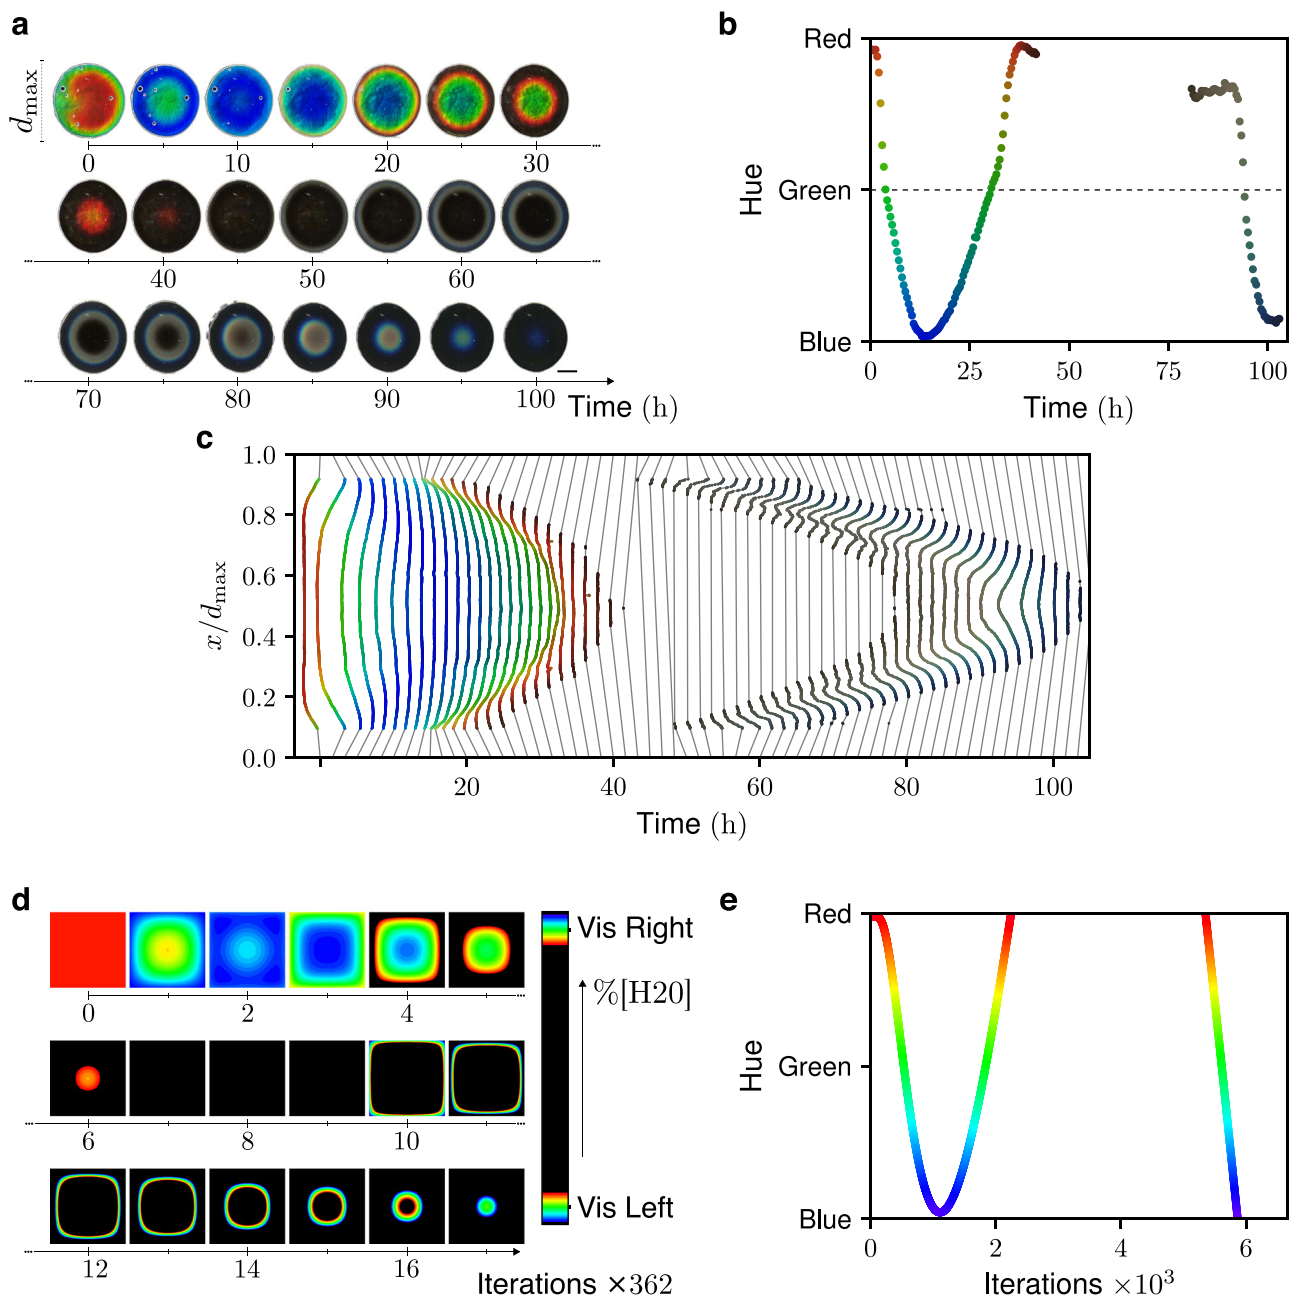 a
d_max
0 10 20 30
40 50 60
70 80 90 100
Time (h)
b
Red
Green
Blue
Hue
0 25 50 75 100
Time (h)
c
1.0
0.8
0.6
0.4
0.2
0.0
x/d_max
20 40 60 80 100
Time (h)
d
0 2 4
6 8 10
12 14 16
Iterations ×362
Vis Right
%[H20]
Vis Left
e
Red
Green
Blue
Hue
0 2 4 6
Iterations ×10³